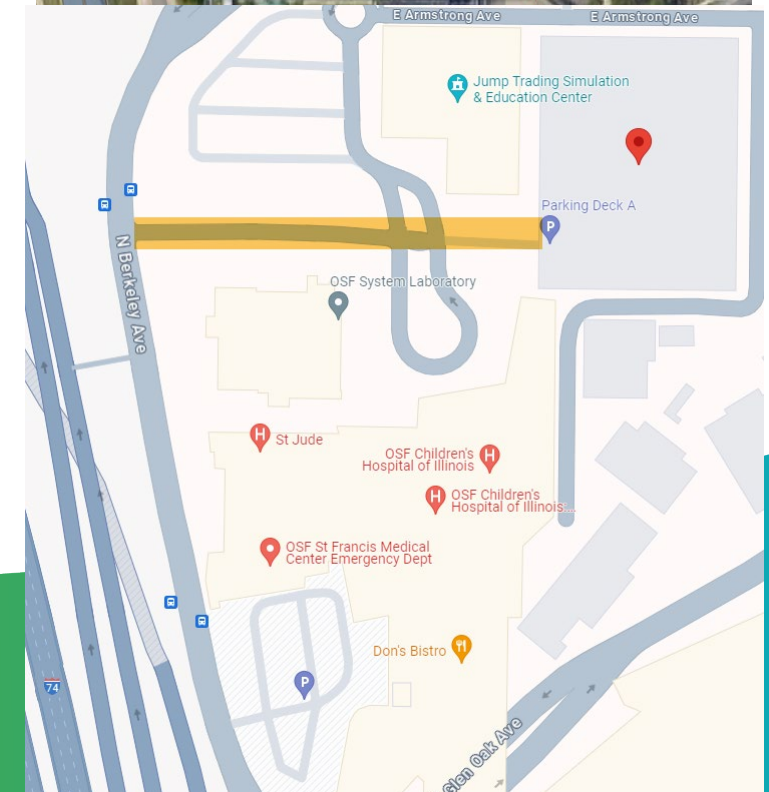 E Armstrong Ave
E Armstrong Ave
Jump Trading Simulation
& Education Center
Parking Deck A
P
N Berkeley Ave
OSF System Laboratory
H
St Jude
OSF Children's
Hospital of Illinois
H
H
OSF Children's
Hospital of Illinois:...
OSF St Francis Medical
Center Emergency Dept
Don's Bistro
P
74
Glen Oak Ave